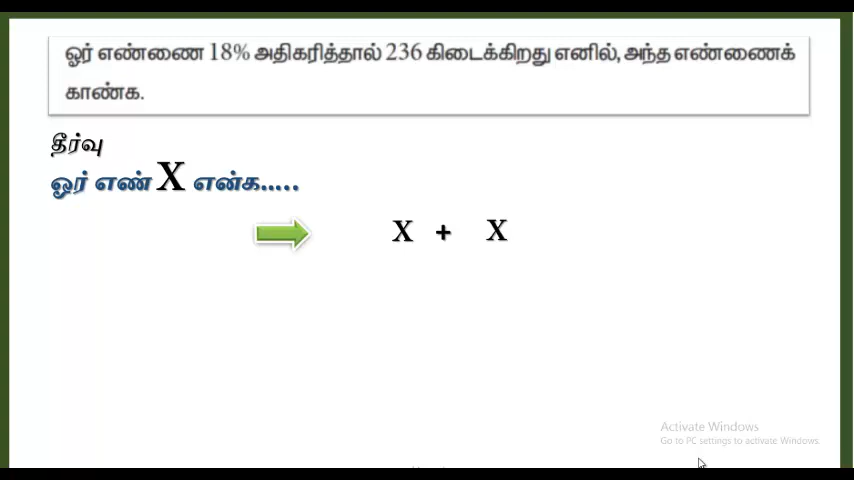 ஓர் எண்ணை 18% அதிகரித்தால் 236 கிடைக்கிறது எனில், அந்த எண்ணைக்
காண்க.
தீர்வு
ஓர் எண் X என்க.....
X + X
Activate Windows
Go to PC settings to activate Windows.